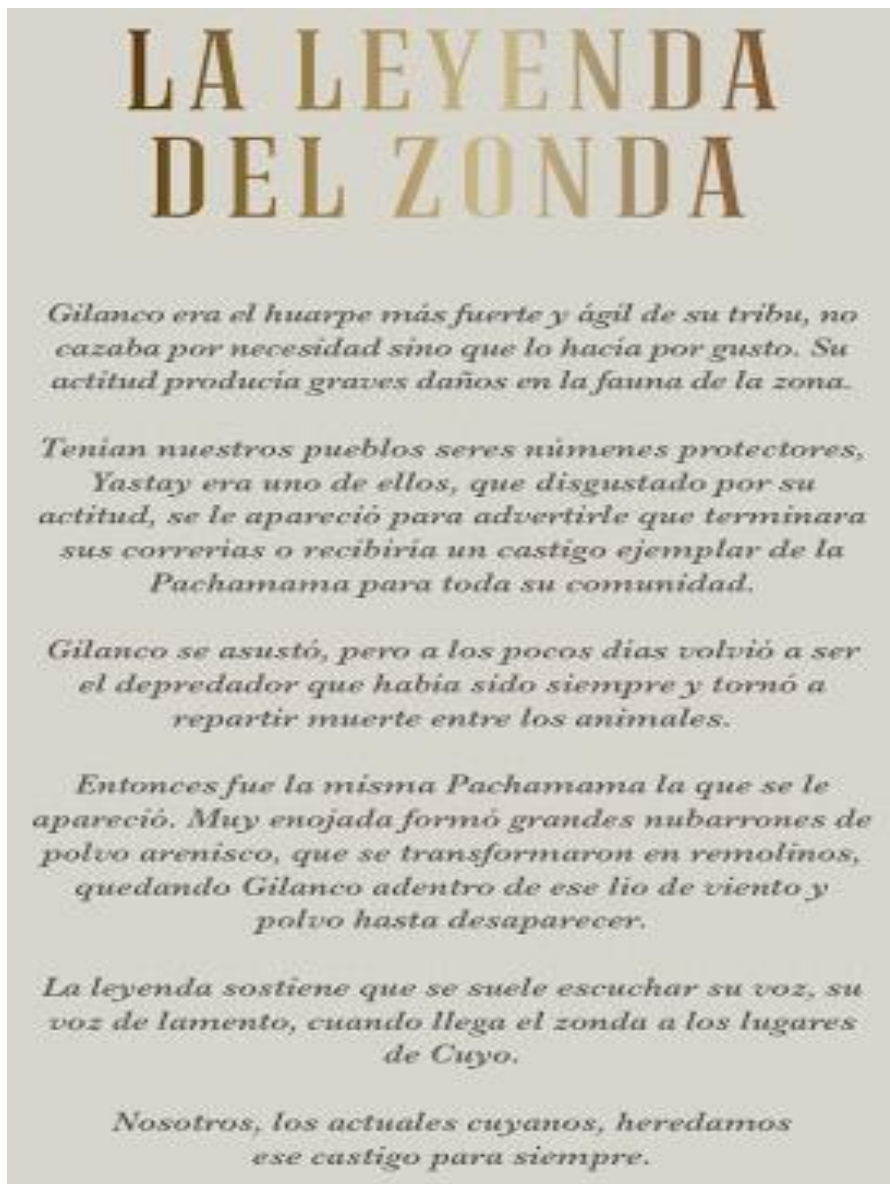 LA LEYENDA
DEL ZONDA
Gilanco era el huarpe más fuerte y ágil de su tribu, no
cazaba por necesidad sino que lo hacía por gusto. Su
actitud producía graves daños en la fauna de la zona.
Tenían nuestros pueblos seres númenes protectores,
Yastay era uno de ellos, que disgustado por su
actitud, se le apareció para advertirle que terminara
sus correrías o recibiría un castigo ejemplar de la
Pachamama para toda su comunidad.
Gilanco se asustó, pero a los pocos días volvió a ser
el depredador que había sido siempre y tornó a
repartir muerte entre los animales.
Entonces fue la misma Pachamama la que se le
apareció. Muy enojada formó grandes nubarrones de
polvo arenisco, que se transformaron en remolinos,
quedando Gilanco adentro de ese lío de viento y
polvo hasta desaparecer.
La leyenda sostiene que se suele escuchar su voz, su
voz de lamento, cuando llega el zonda a los lugares
de Cuyo.
Nosotros, los actuales cuyanos, heredamos
ese castigo para siempre.